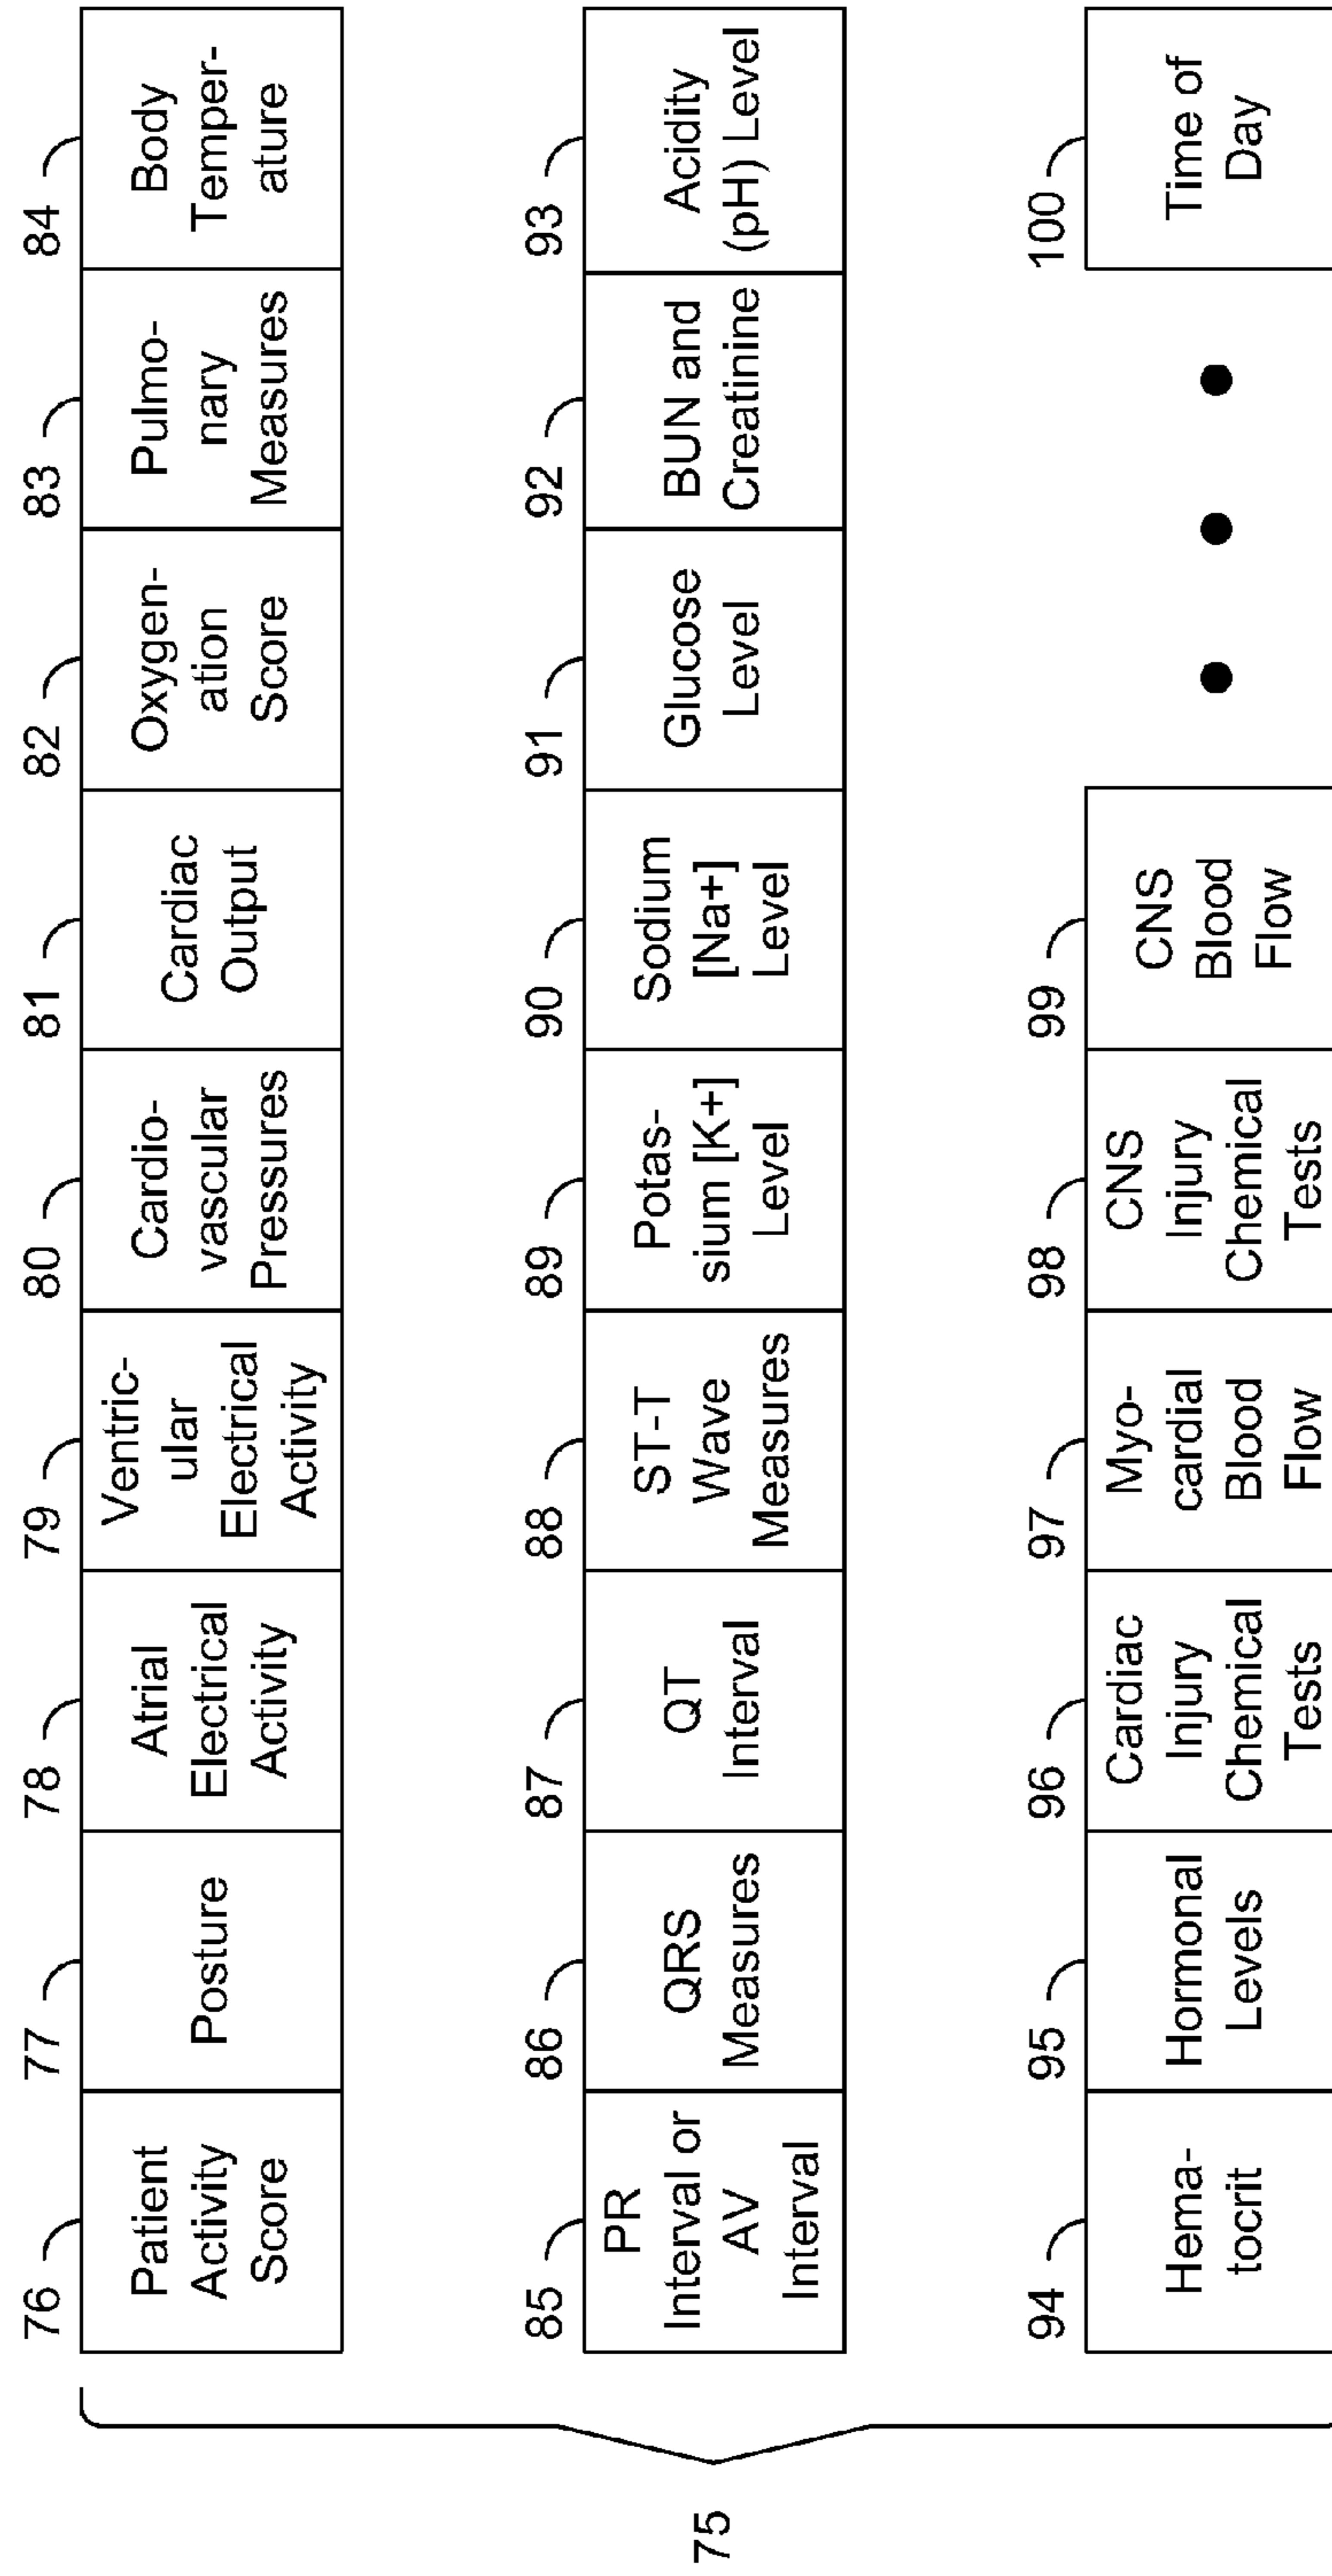 76
77
78
79
80
81
82
83
84
Patient
Activity
Score
Posture
Atrial
Electrical
Activity
Ventric-
ular
Electrical
Activity
Cardio-
vascular
Pressures
Cardiac
Output
Oxygen-
ation
Score
Pulmo-
nary
Measures
Body
Temper-
ature
85
86
87
88
89
90
91
92
93
PR
Interval or
AV
Interval
QRS
Measures
QT
Interval
ST-T
Wave
Measures
Potas-
sium [K+]
Level
Sodium
[Na+]
Level
Glucose
Level
BUN and
Creatinine
Acidity
(pH) Level
75
94
95
96
97
98
99
100
Hema-
tocrit
Hormonal
Levels
Cardiac
Injury
Chemical
Tests
Myo-
cardial
Blood
Flow
CNS
Injury
Chemical
Tests
CNS
Blood
Flow
Time of
Day